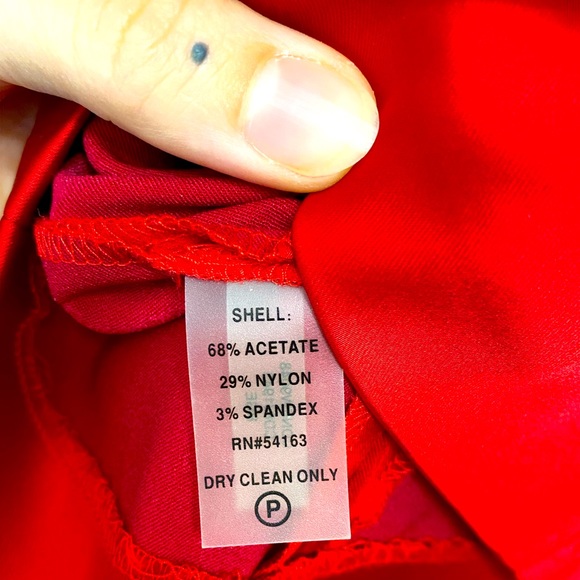 SHELL:
68% ACETATE
29% NYLON
3% SPANDEX
RN#54163
DRY CLEAN ONLY
P